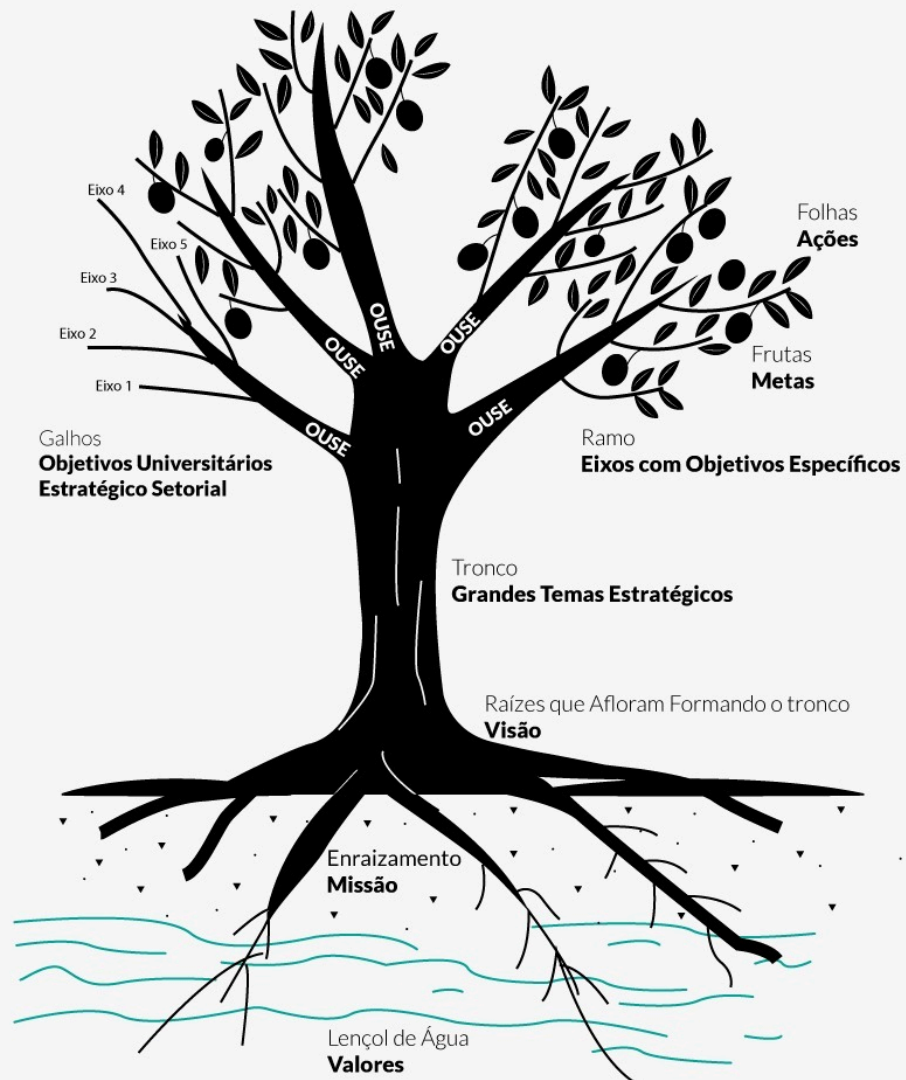 Eixo 4
Eixo 5
Eixo 3
Eixo 2
Eixo 1
OUSE
OUSE
OUSE
OUSE
OUSE
Folhas
Ações
Frutas
Metas
Galhos
Objetivos Universitários
Estratégico Setorial
Ramo
Eixos com Objetivos Específicos
Tronco
Grandes Temas Estratégicos
Raízes que Afloram Formando o tronco
Visão
Enraizamento
Missão
Lençol de Água
Valores